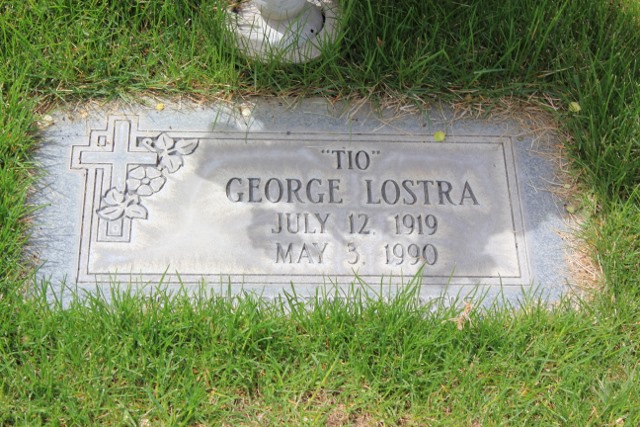 "TIO"
GEORGE LOSTRA
JULY 12, 1919
MAY 3, 1990